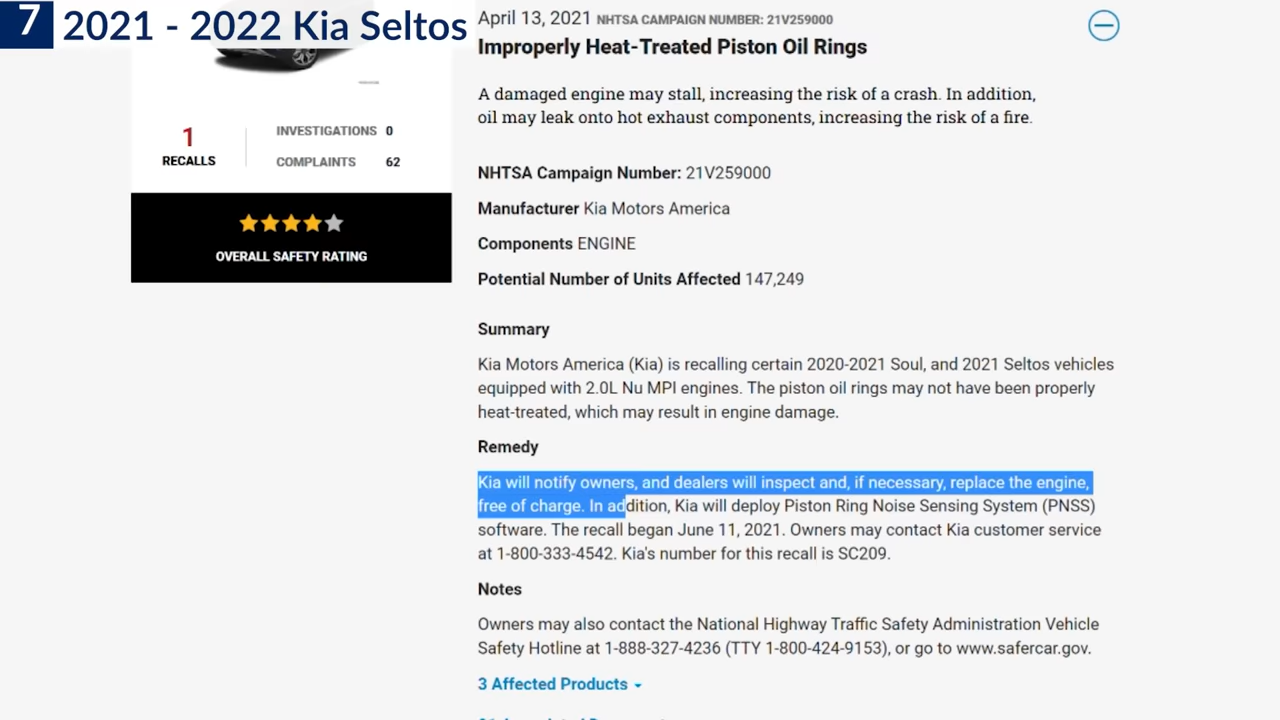 7 2021 - 2022 Kia Seltos
1
RECALLS
INVESTIGATIONS 0
COMPLAINTS 62
OVERALL SAFETY RATING
April 13, 2021 NHTSA CAMPAIGN NUMBER: 21V259000
Improperly Heat-Treated Piston Oil Rings
A damaged engine may stall, increasing the risk of a crash. In addition,
oil may leak onto hot exhaust components, increasing the risk of a fire.
NHTSA Campaign Number: 21V259000
Manufacturer Kia Motors America
Components ENGINE
Potential Number of Units Affected 147,249
Summary
Kia Motors America (Kia) is recalling certain 2020-2021 Soul, and 2021 Seltos vehicles
equipped with 2.0L Nu MPI engines. The piston oil rings may not have been properly
heat-treated, which may result in engine damage.
Remedy
Kia will notify owners, and dealers will inspect and, if necessary, replace the engine,
free of charge. In addition, Kia will deploy Piston Ring Noise Sensing System (PNSS)
software. The recall began June 11, 2021. Owners may contact Kia customer service
at 1-800-333-4542. Kia's number for this recall is SC209.
Notes
Owners may also contact the National Highway Traffic Safety Administration Vehicle
Safety Hotline at 1-888-327-4236 (TTY 1-800-424-9153), or go to www.safercar.gov.
3 Affected Products